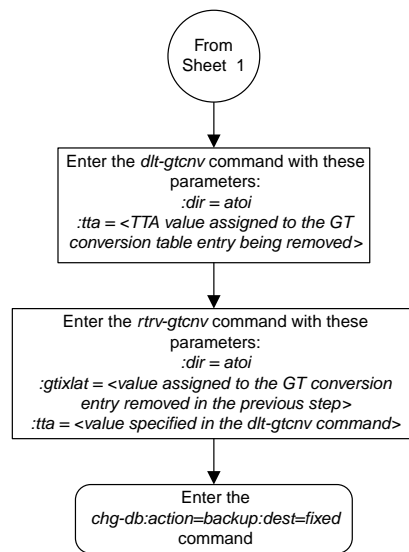 From
Sheet 1
Enter the dlt-gtcnv command with these
parameters:
:dir = atoi
:tta = <TTA value assigned to the GT
conversion table entry being removed>
Enter the rtrv-gtcnv command with these
parameters:
:dir = atoi
:gtixlat = <value assigned to the GT conversion
entry removed in the previous step>
:tta = <value specified in the dlt-gtcnv command>
Enter the
chg-db:action=backup:dest=fixed
command